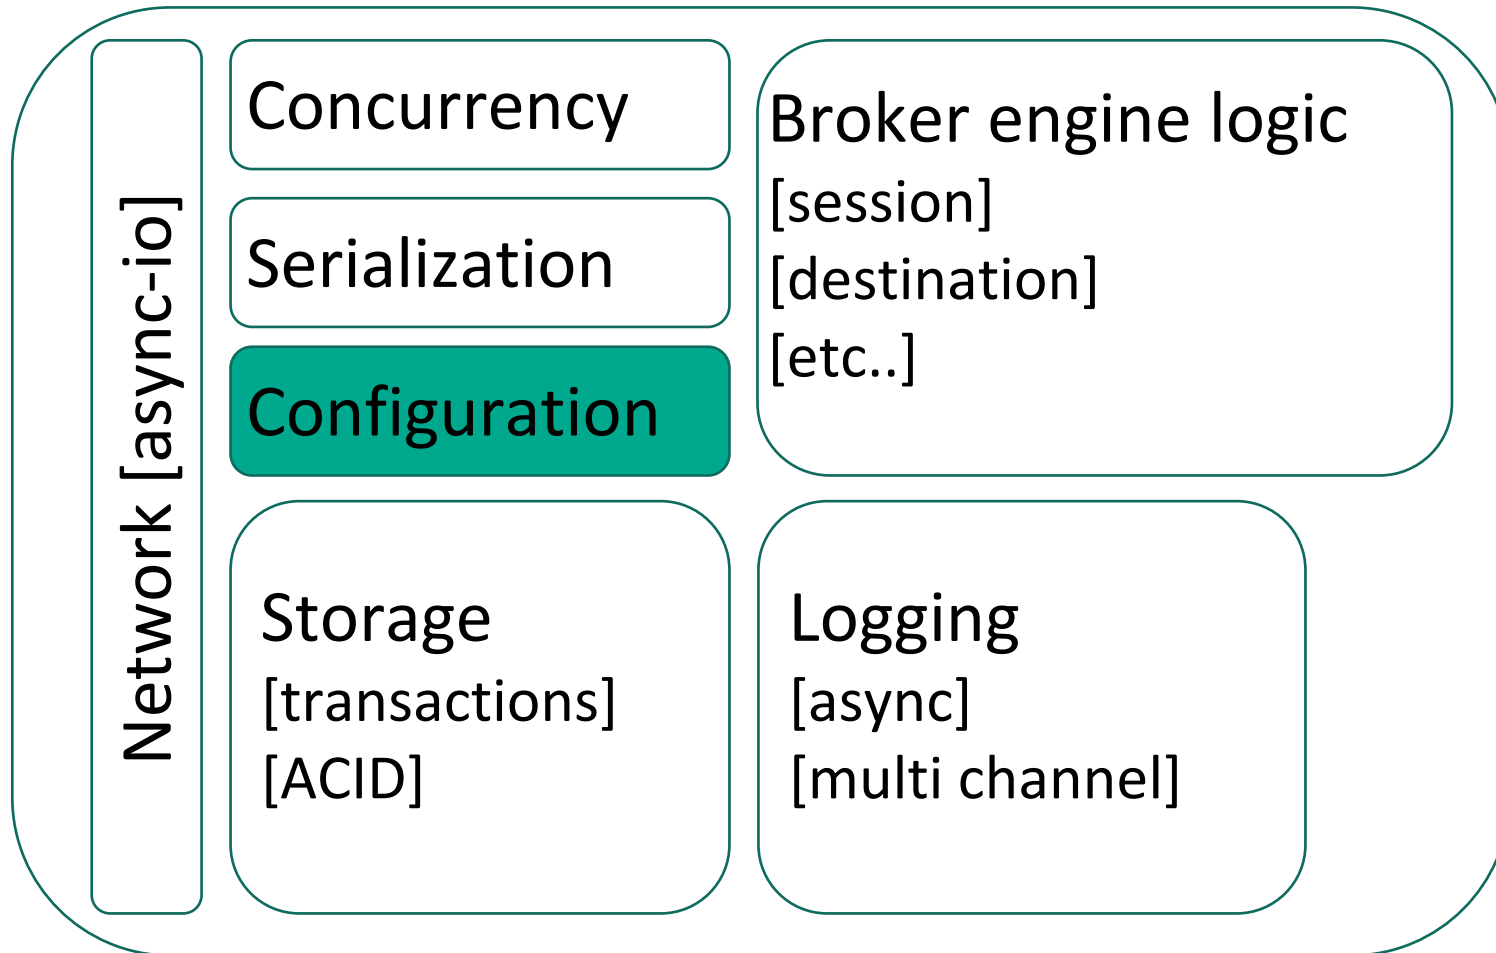 Network [async-io]
Concurrency
Serialization
Configuration
Broker engine logic
[session]
[destination]
[etc..]
Storage
[transactions]
[ACID]
Logging
[async]
[multi channel]